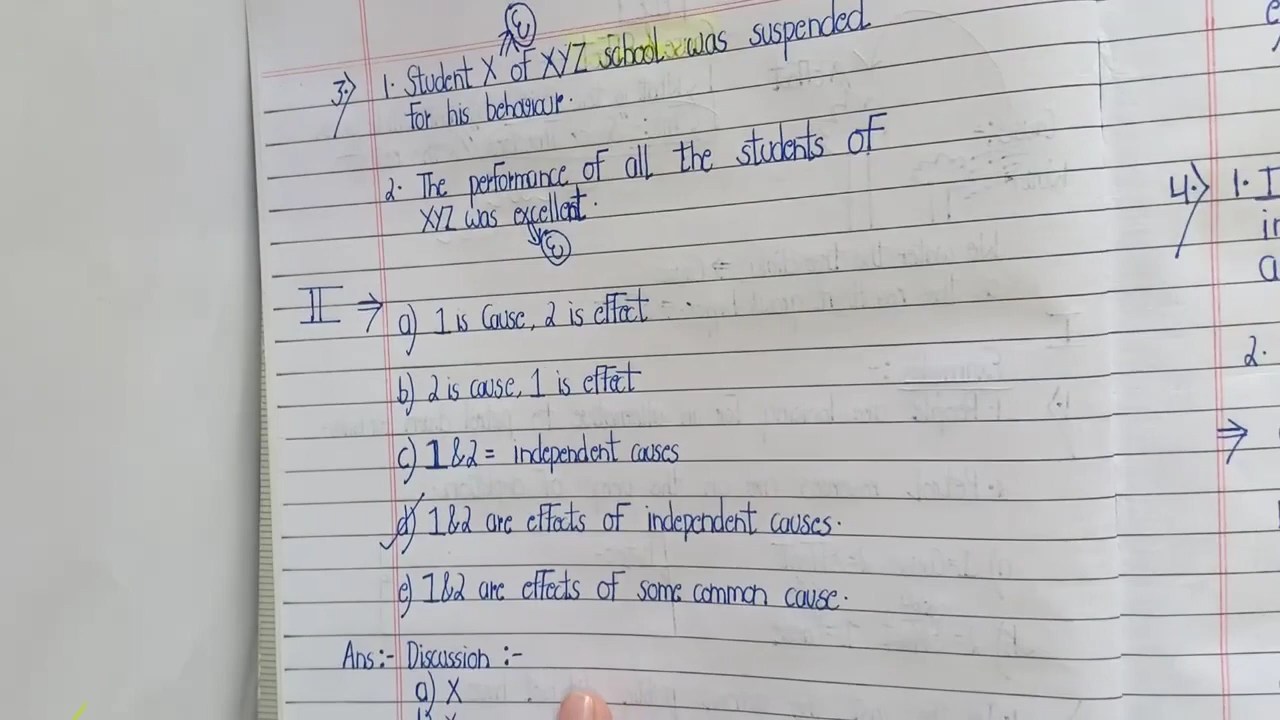 E
3.) 1. Student X of XYZ school was suspended
for his behaviour.
2. The performance of all the students of
XYZ was excellent.
E
II ⇒ a) 1 is Cause, 2 is effect
b) 2 is cause, 1 is effect
c) 1 & 2 = independent causes
d) 1 & 2 are effects of independent causes.
e) 1 & 2 are effects of some common cause.
Ans :- Discussion :-
a) X
4.) 1. I
2.
⇒